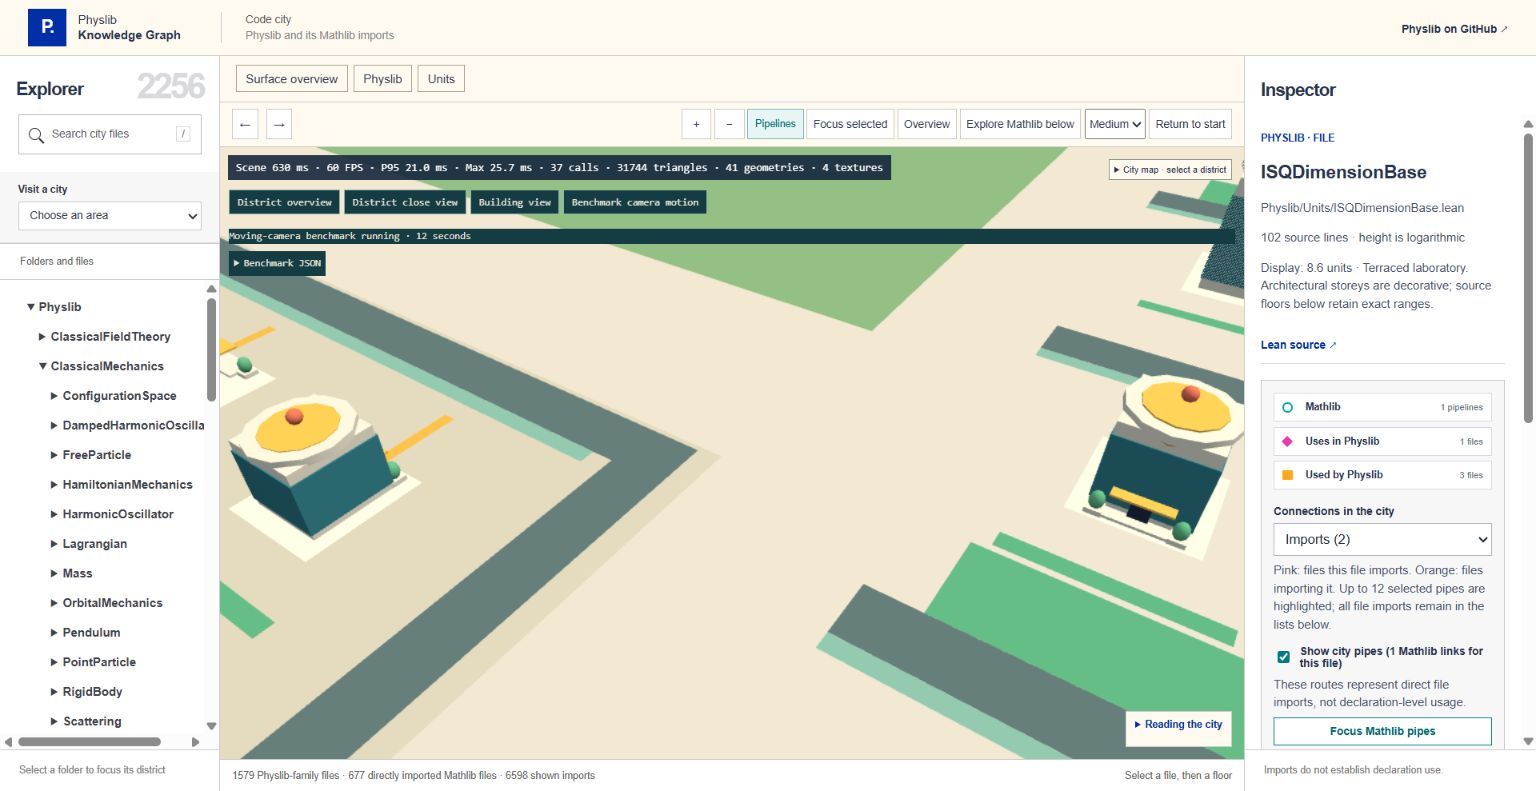 P.
Physlib
Knowledge Graph
Code city
Physlib and its Mathlib imports
Physlib on GitHub ↗
Explorer
2256
Search city files
/
Visit a city
Choose an area
Folders and files
▼ Physlib
▶ ClassicalFieldTheory
▼ ClassicalMechanics
▶ ConfigurationSpace
▶ DampedHarmonicOscilla
▶ FreeParticle
▶ HamiltonianMechanics
▶ HarmonicOscillator
▶ Lagrangian
▶ Mass
▶ OrbitalMechanics
▶ Pendulum
▶ PointParticle
▶ RigidBody
▶ Scattering
Select a folder to focus its district
Surface overview
Physlib
Units
←
→
+
−
Pipelines
Focus selected
Overview
Explore Mathlib below
Medium
Return to start
Scene 630 ms · 60 FPS · P95 21.0 ms · Max 25.7 ms · 37 calls · 31744 triangles · 41 geometries · 4 textures
▶ City map · select a district
District overview
District close view
Building view
Benchmark camera motion
Moving-camera benchmark running · 12 seconds
▶ Benchmark JSON
▶ Reading the city
1579 Physlib-family files · 677 directly imported Mathlib files · 6598 shown imports
Select a file, then a floor
Inspector
PHYSLIB · FILE
ISQDimensionBase
Physlib/Units/ISQDimensionBase.lean
102 source lines · height is logarithmic
Display: 8.6 units · Terraced laboratory.
Architectural storeys are decorative; source
floors below retain exact ranges.
Lean source ↗
Mathlib
1 pipelines
Uses in Physlib
1 files
Used by Physlib
3 files
Connections in the city
Imports (2)
Pink: files this file imports. Orange: files
importing it. Up to 12 selected pipes are
highlighted; all file imports remain in the
lists below.
Show city pipes (1 Mathlib links for
this file)
These routes represent direct file
imports, not declaration-level usage.
Focus Mathlib pipes
Imports do not establish declaration use.